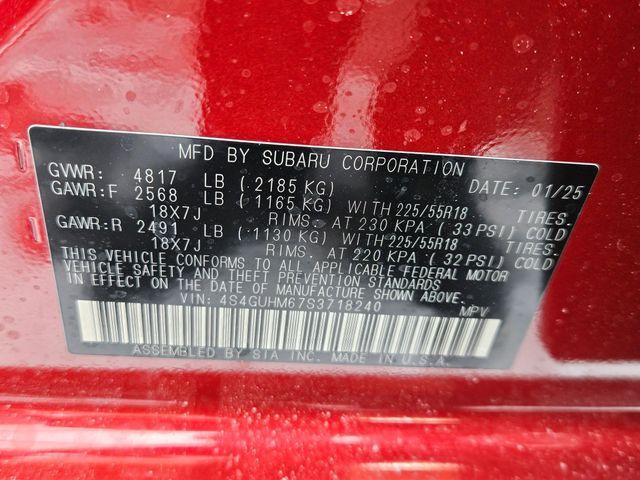 MFD BY SUBARU CORPORATION
GVWR: 4817 LB ( 2185 KG) DATE: 01/25
GAWR:F 2568 LB ( 1165 KG) WITH 225/55R18 TIRES.
18X7J RIMS: AT 230 KPA ( 33 PSI) COLD
GAWR:R 2491 LB ( 1130 KG) WITH 225/55R18 TIRES.
18X7J RIMS: AT 220 KPA ( 32 PSI) COLD
THIS VEHICLE CONFORMS TO ALL APPLICABLE FEDERAL MOTOR
VEHICLE SAFETY AND THEFT PREVENTION STANDARDS
IN EFFECT ON THE DATE OF MANUFACTURE SHOWN ABOVE.
VIN: 4S4GUHM67S3718240 MPV
ASSEMBLED BY SIA INC. MADE IN U.S.A.